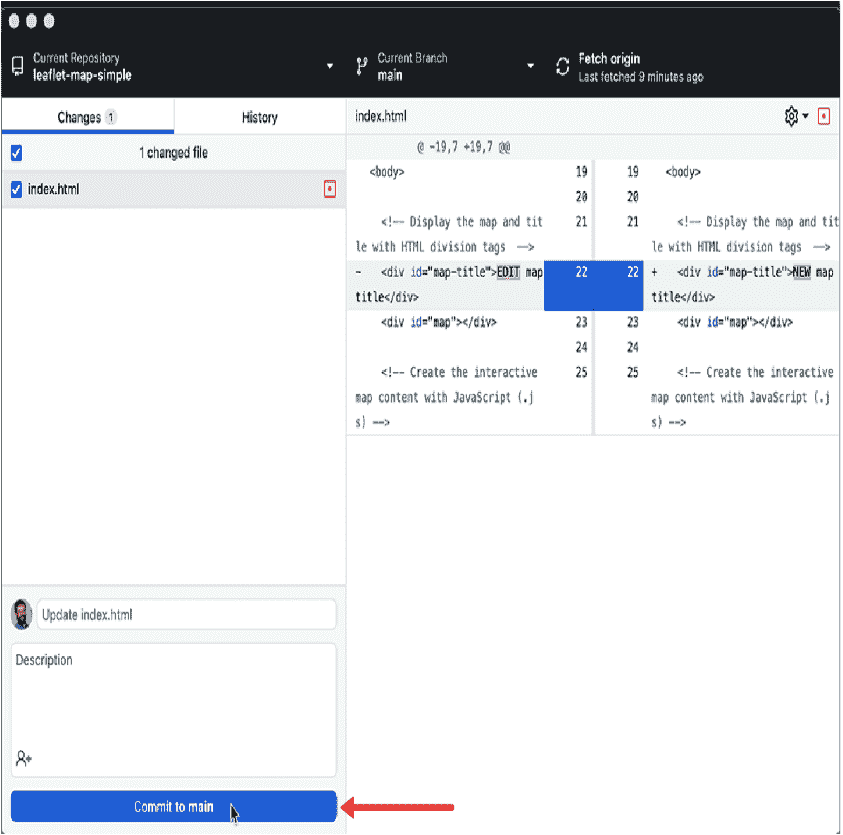 Current Repository
leaflet-map-simple
Current Branch
main
Fetch origin
Last fetched 9 minutes ago
Changes 1
History
1 changed file
index.html
index.html
@ -19,7 +19,7 @@
<body> 19
20
<!-- Display the map and tit 21
le with HTML division tags -->
- <div id="map-title">EDIT map 22
title</div>
<div id="map"></div> 23
24
<!-- Create the interactive 25
map content with JavaScript (.j
s) -->
19 <body>
20
21 <!-- Display the map and tit
le with HTML division tags -->
22 + <div id="map-title">NEW map
title</div>
23 <div id="map"></div>
24
25 <!-- Create the interactive
map content with JavaScript (.j
s) -->
Update index.html
Description
Commit to main